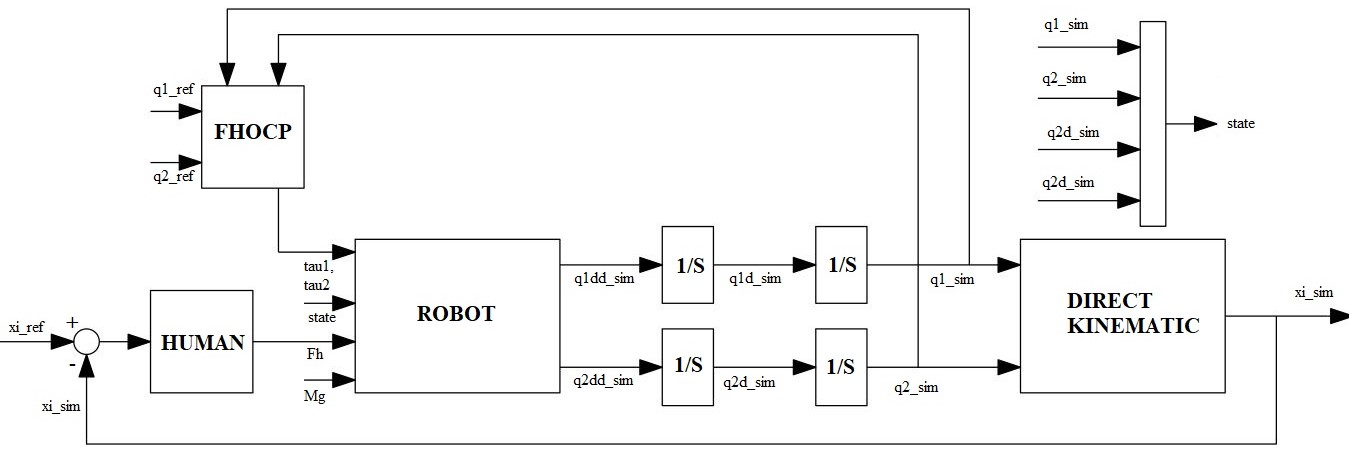 q1_sim
q2_sim
q2d_sim
q2d_sim
state
q1_ref
q2_ref
FHOCP
tau1,
tau2
state
Fh
Mg
ROBOT
q1dd_sim
1/S
q1d_sim
1/S
q1_sim
q2dd_sim
1/S
q2d_sim
1/S
q2_sim
DIRECT
KINEMATIC
xi_sim
xi_ref
+
-
HUMAN
xi_sim